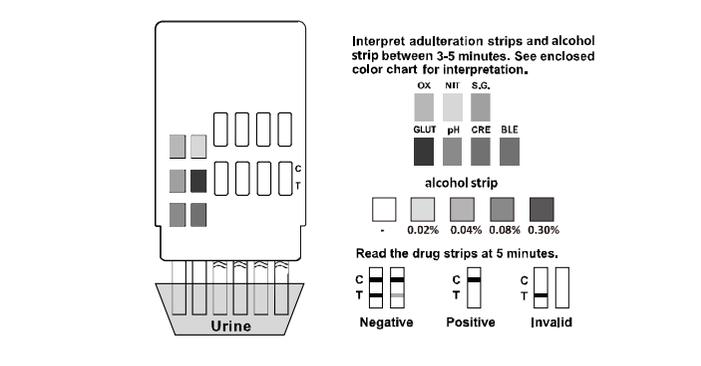 Interpret adulteration strips and alcohol
strip between 3-5 minutes. See enclosed
color chart for interpretation.
OX NIT S.G.
GLUT pH CRE BLE
alcohol strip
- 0.02% 0.04% 0.08% 0.30%
Read the drug strips at 5 minutes.
C C C
T T T
Negative Positive Invalid
C
T
Urine